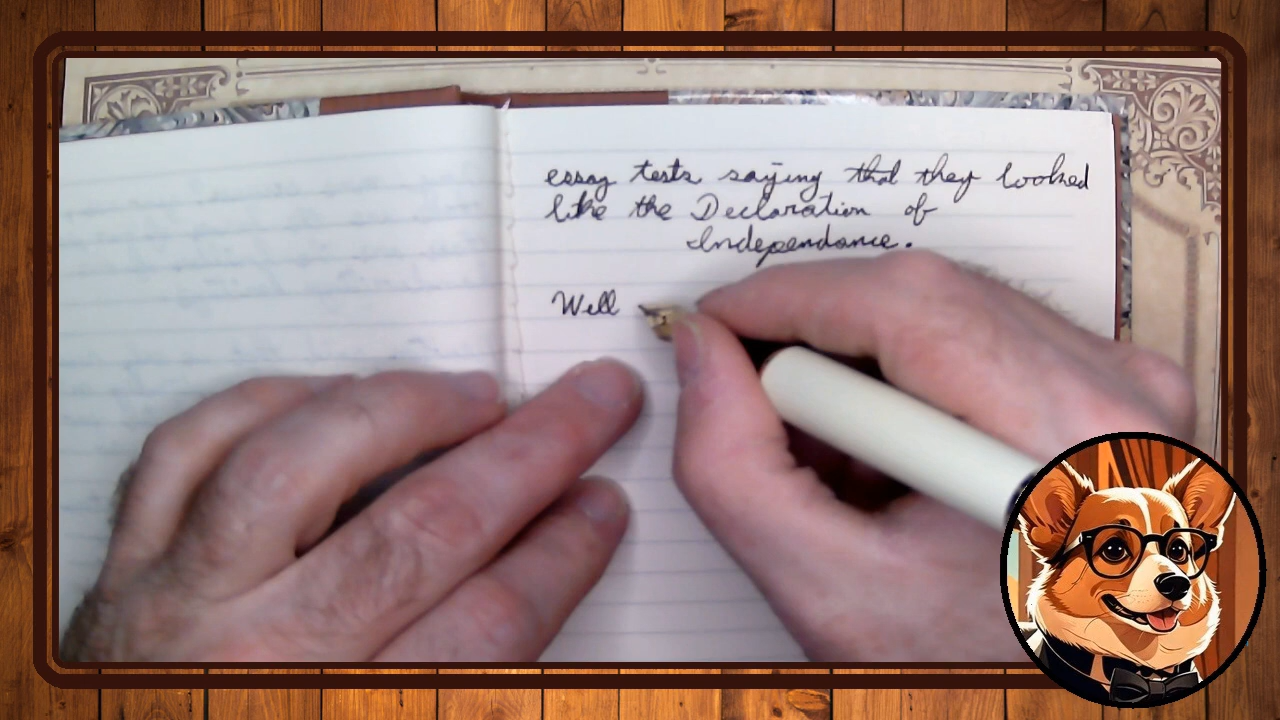 essay tests saying that they looked
like the Declaration of
Independance.
Well